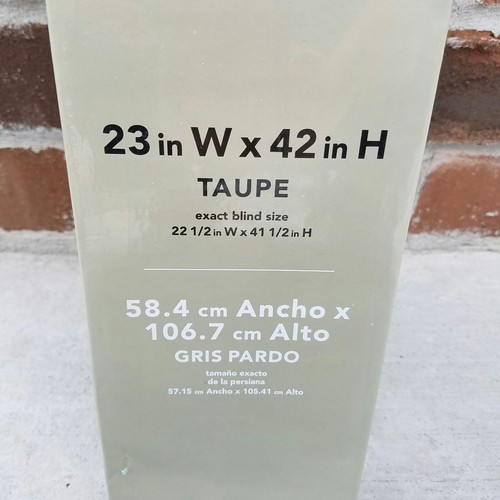 23 in W x 42 in H
TAUPE
exact blind size
22 1/2 in W x 41 1/2 in H
58.4 cm Ancho x
106.7 cm Alto
GRIS PARDO
tamaño exacto
de la persiana
57.15 cm Ancho x 105.41 cm Alto